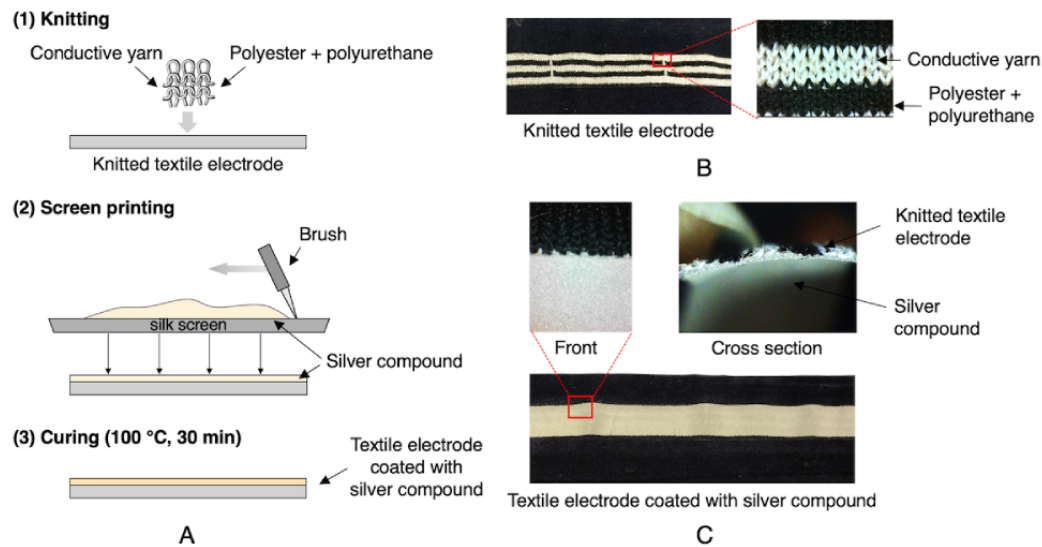 (1) Knitting
Conductive yarn
Polyester + polyurethane
Knitted textile electrode
(2) Screen printing
Brush
silk screen
Silver compound
(3) Curing (100 °C, 30 min)
Textile electrode
coated with
silver compound
A
Knitted textile electrode
Conductive yarn
Polyester +
polyurethane
B
Front
Cross section
Knitted textile
electrode
Silver
compound
Textile electrode coated with silver compound
C